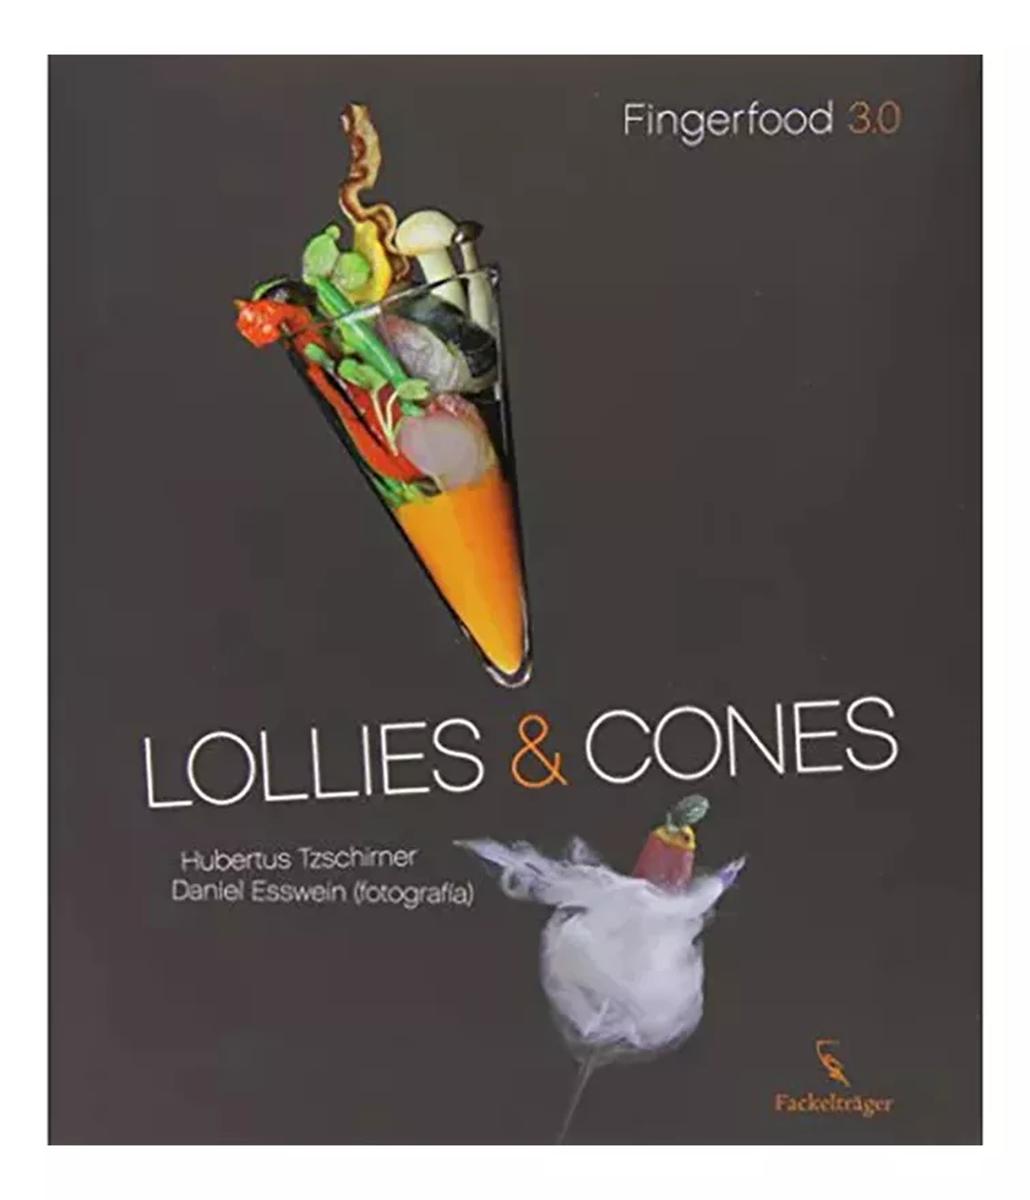 Fingerfood 3.0
LOLLIES & CONES
Hubertus Tzschirner
Daniel Esswein (fotografía)
Fackelträger